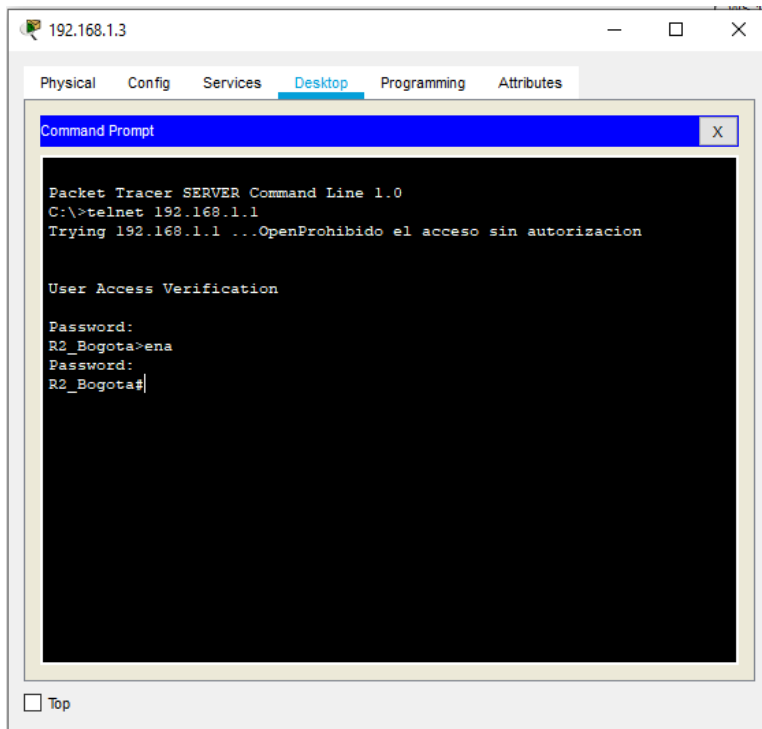 192.168.1.3
Physical Config Services Desktop Programming Attributes
Command Prompt
X
Packet Tracer SERVER Command Line 1.0
C:\>telnet 192.168.1.1
Trying 192.168.1.1 ...OpenProhibido el acceso sin autorizacion
User Access Verification
Password:
R2_Bogota>ena
Password:
R2_Bogota#
Top